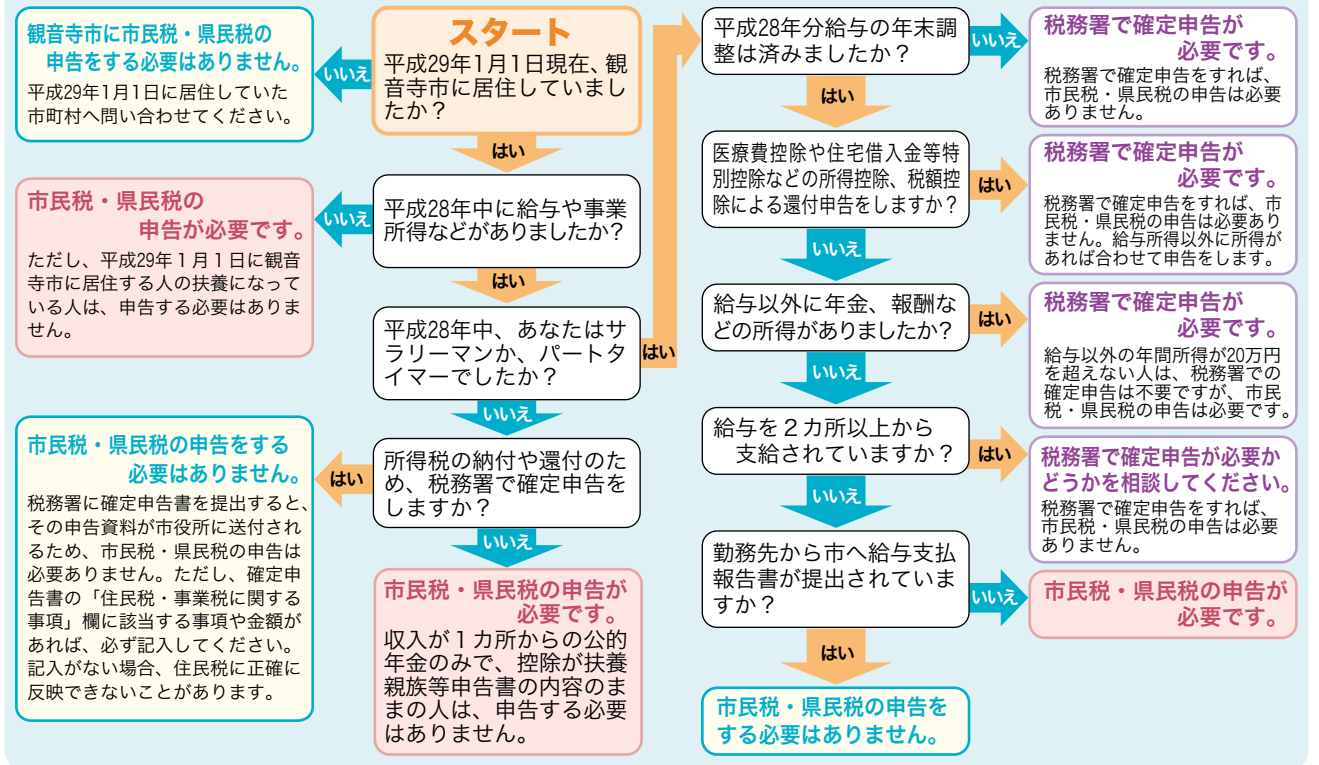 スタート
平成29年1月1日現在、観
音寺市に居住していまし
たか？
いいえ
観音寺市に市民税・県民税の
申告をする必要はありません。
平成29年1月1日に居住していた
市町村へ問い合わせてください。
はい
平成28年中に給与や事業
所得などがありましたか？
いいえ
市民税・県民税の
申告が必要です。
ただし、平成29年１月１日に観音
寺市に居住する人の扶養になって
いる人は、申告する必要はありま
せん。
はい
平成28年中、あなたはサ
ラリーマンか、パートタ
イマーでしたか？
はい
いいえ
所得税の納付や還付のた
め、税務署で確定申告を
しますか？
はい
市民税・県民税の申告をする
必要はありません。
税務署に確定申告書を提出すると、
その申告資料が市役所に送付され
るため、市民税・県民税の申告は
必要ありません。ただし、確定申
告書の「住民税・事業税に関する
事項」欄に該当する事項や金額が
あれば、必ず記入してください。
記入がない場合、住民税に正確に
反映できないことがあります。
いいえ
市民税・県民税の申告が
必要です。
収入が１カ所からの公的
年金のみで、控除が扶養
親族等申告書の内容のま
まの人は、申告する必要
はありません。
平成28年分給与の年末調
整は済みましたか？
いいえ
税務署で確定申告が
必要です。
税務署で確定申告をすれば、
市民税・県民税の申告は必要
ありません。
はい
医療費控除や住宅借入金等特
別控除などの所得控除、税額控
除による還付申告をしますか？
はい
税務署で確定申告が
必要です。
税務署で確定申告をすれば、市
民税・県民税の申告は必要あり
ません。給与所得以外に所得が
あれば合わせて申告をします。
いいえ
給与以外に年金、報酬な
どの所得がありましたか？
はい
税務署で確定申告が
必要です。
給与以外の年間所得が20万円
を超えない人は、税務署での
確定申告は不要ですが、市民
税・県民税の申告は必要です。
いいえ
給与を２カ所以上から
支給されていますか？
はい
税務署で確定申告が必要か
どうかを相談してください。
税務署で確定申告をすれば、
市民税・県民税の申告は必要
ありません。
いいえ
勤務先から市へ給与支払
報告書が提出されていま
すか？
いいえ
市民税・県民税の申告が
必要です。
はい
市民税・県民税の申告を
する必要はありません。